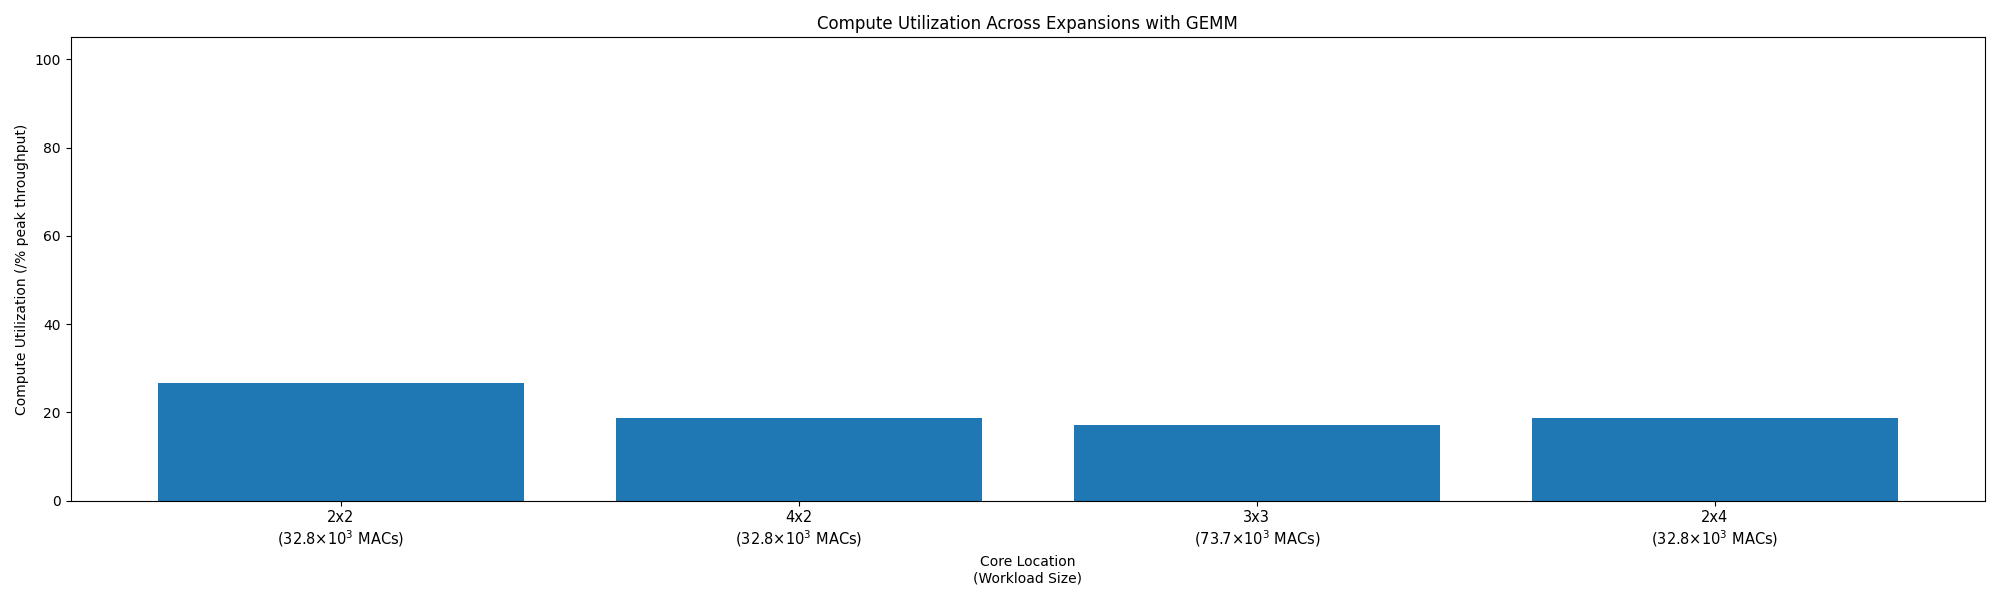 Compute Utilization Across Expansions with GEMM
Compute Utilization (/% peak throughput)
100
80
60
40
20
0
2x2
(32.8×10³ MACs)
4x2
(32.8×10³ MACs)
3x3
(73.7×10³ MACs)
2x4
(32.8×10³ MACs)
Core Location
(Workload Size)